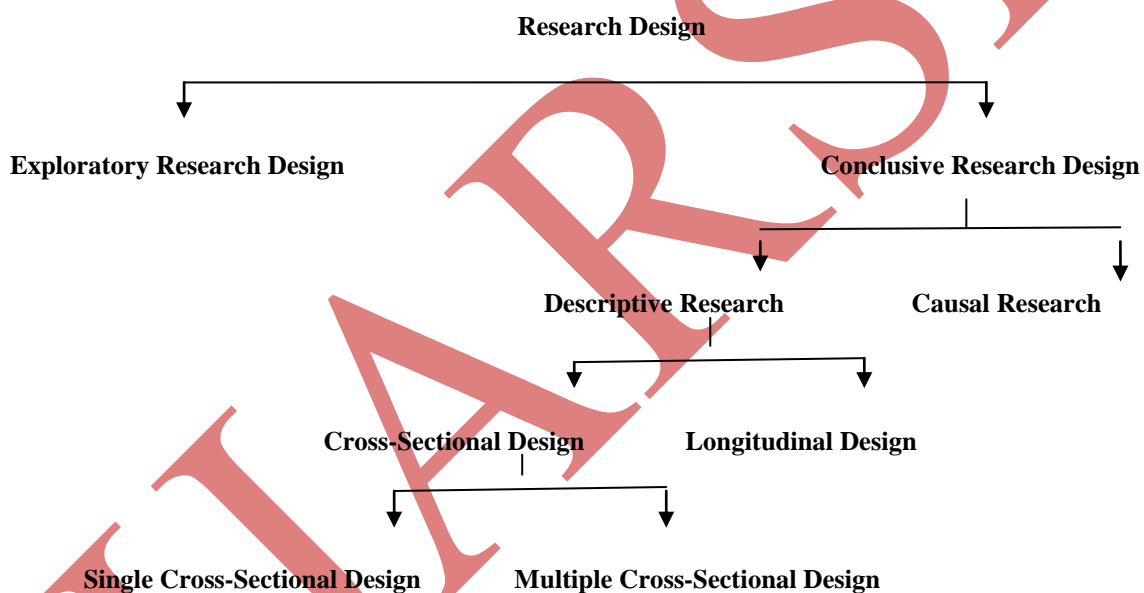 Research Design
Exploratory Research Design Conclusive Research Design
Descriptive Research Causal Research
Cross-Sectional Design Longitudinal Design
Single Cross-Sectional Design Multiple Cross-Sectional Design